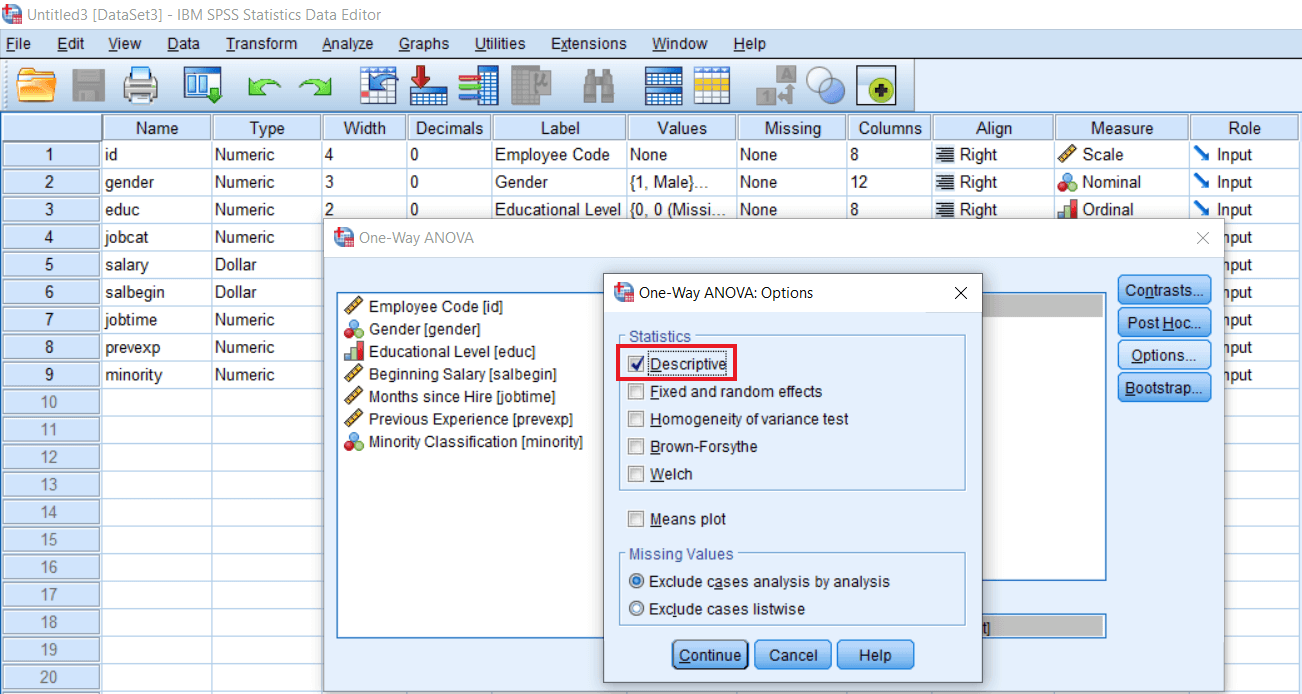 Untitled3 [DataSet3] - IBM SPSS Statistics Data Editor
File Edit View Data Transform Analyze Graphs Utilities Extensions Window Help
Name Type Width Decimals Label Values Missing Columns Align Measure Role
1 id Numeric 4 0 Employee Code None None 8 Right Scale Input
2 gender Numeric 3 0 Gender {1, Male}... None 12 Right Nominal Input
3 educ Numeric 2 0 Educational Level {0, 0 (Missi... None 8 Right Ordinal Input
4 jobcat Numeric nput
5 salary Dollar nput
6 salbegin Dollar nput
7 jobtime Numeric nput
8 prevexp Numeric nput
9 minority Numeric nput
10
11
12
13
14
15
16
17
18
19
20
One-Way ANOVA
Employee Code [id]
Gender [gender]
Educational Level [educ]
Beginning Salary [salbegin]
Months since Hire [jobtime]
Previous Experience [prevexp]
Minority Classification [minority]
t]
Contrasts...
Post Hoc...
Options...
Bootstrap...
One-Way ANOVA: Options
Statistics
Descriptive
Fixed and random effects
Homogeneity of variance test
Brown-Forsythe
Welch
Means plot
Missing Values
Exclude cases analysis by analysis
Exclude cases listwise
Continue Cancel Help